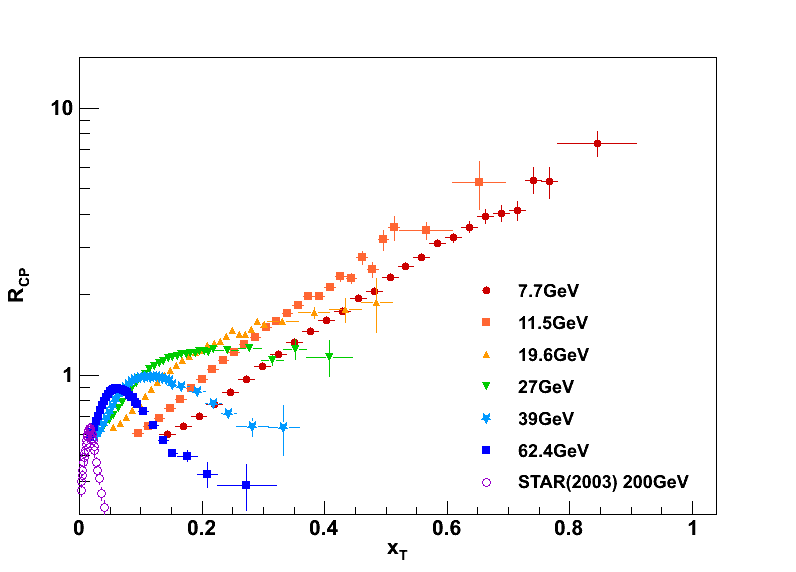 10
1
R_CP
7.7GeV
11.5GeV
19.6GeV
27GeV
39GeV
62.4GeV
STAR(2003) 200GeV
0 0.2 0.4 0.6 0.8 1
x_T